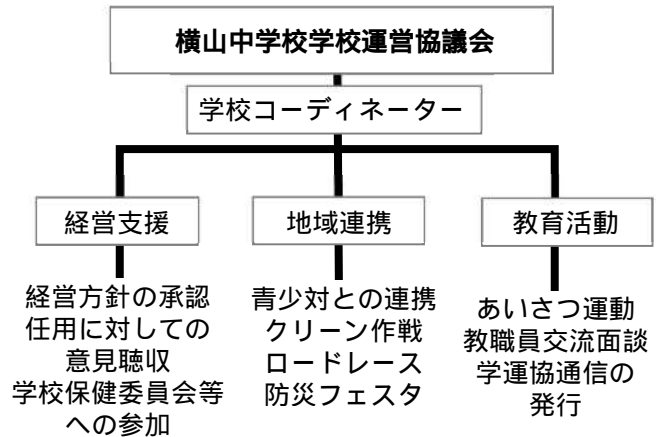 横山中学校学校運営協議会
学校コーディネーター
経営支援
地域連携
教育活動
経営方針の承認
任用に対しての
意見聴収
学校保健委員会等
への参加
青少対との連携
クリーン作戦
ロードレース
防災フェスタ
あいさつ運動
教職員交流面談
学運協通信の
発行